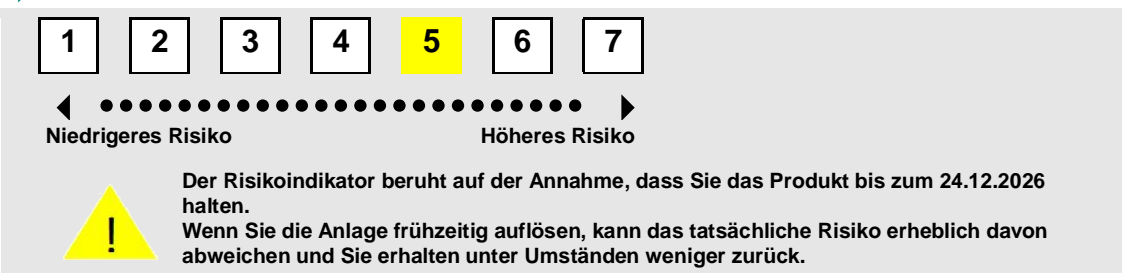 1 2 3 4 5 6 7
Niedrigeres Risiko Höheres Risiko
Der Risikoindikator beruht auf der Annahme, dass Sie das Produkt bis zum 24.12.2026
halten.
Wenn Sie die Anlage frühzeitig auflösen, kann das tatsächliche Risiko erheblich davon
abweichen und Sie erhalten unter Umständen weniger zurück.
!